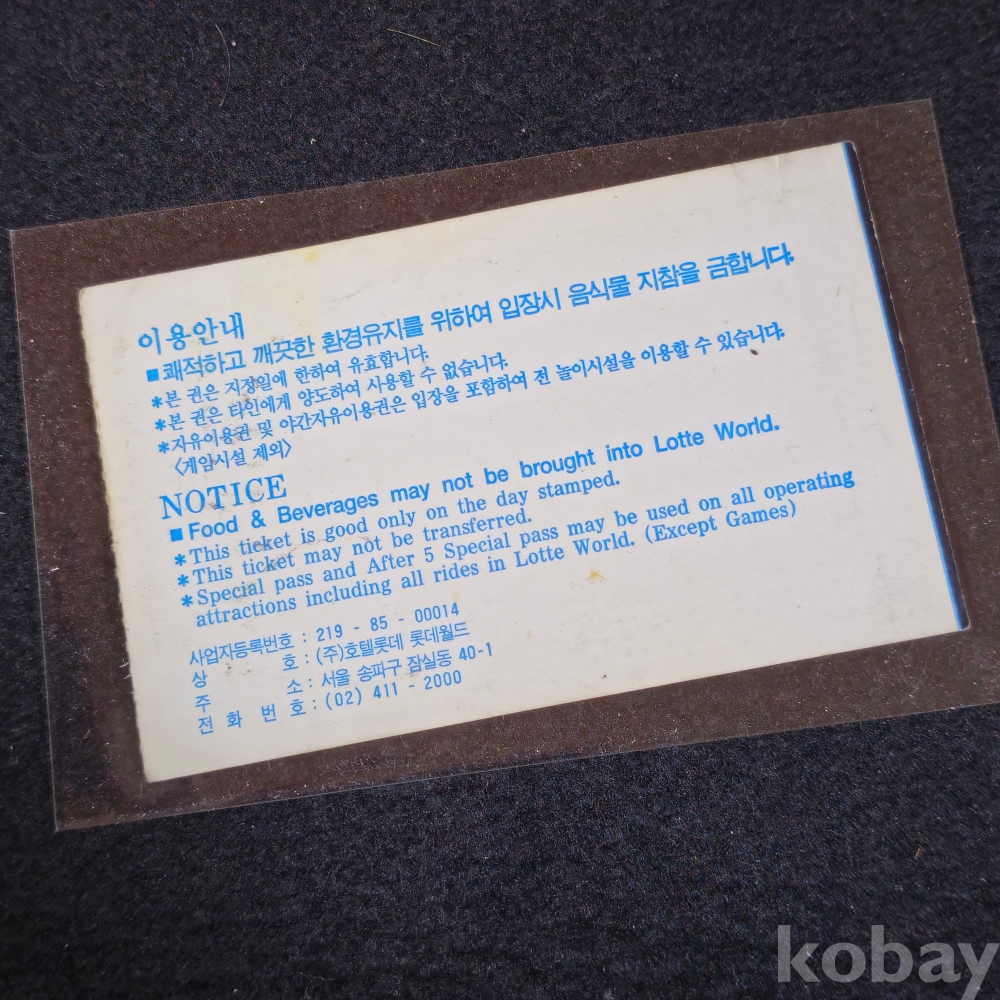 이용안내
■쾌적하고 깨끗한 환경유지를 위하여 입장시 음식물 지참을 금합니다.
*본 권은 지정일에 한하여 유효합니다.
*본 권은 타인에게 양도하여 사용할 수 없습니다.
*자유이용권 및 야간자유이용권은 입장을 포함하여 전 놀이시설을 이용할 수 있습니다.
〈게임시설 제외〉
NOTICE
■Food & Beverages may not be brought into Lotte World.
*This ticket is good only on the day stamped.
*This ticket may not be transferred.
*Special pass and After 5 Special pass may be used on all operating
attractions including all rides in Lotte World. (Except Games)
사업자등록번호 : 219 - 85 - 00014
상 호 : (주)호텔롯데 롯데월드
주 소 : 서울 송파구 잠실동 40-1
전 화 번 호 : (02) 411 - 2000
kobay